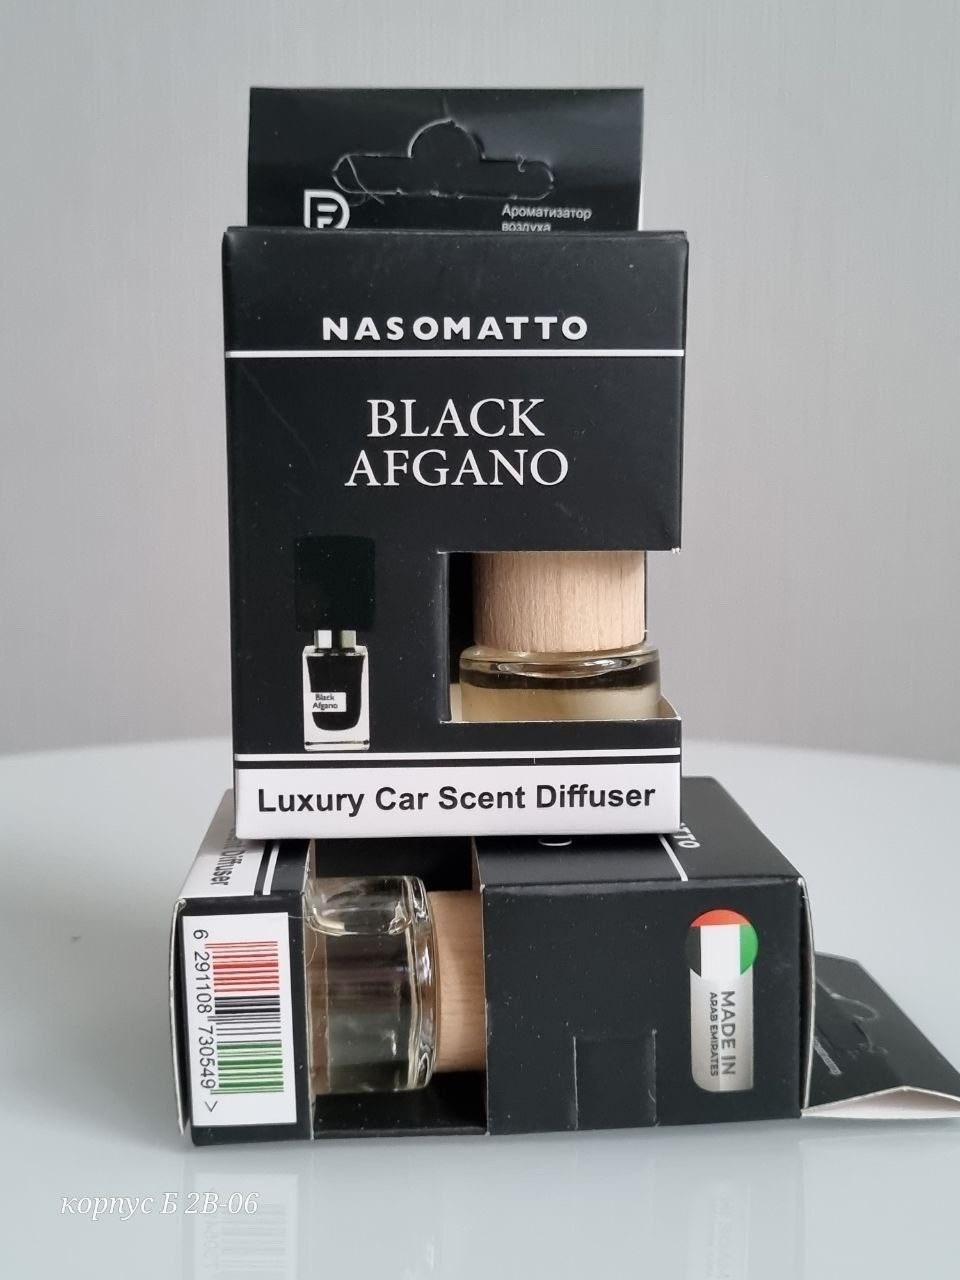 Ароматизатор
воздуха
NASOMATTO
BLACK
AFGANO
Black
Afgano
Luxury Car Scent Diffuser
Diffuser
6 291108 730549 >
MADE IN
ARAB EMIRATES
корпус Б 2В-06